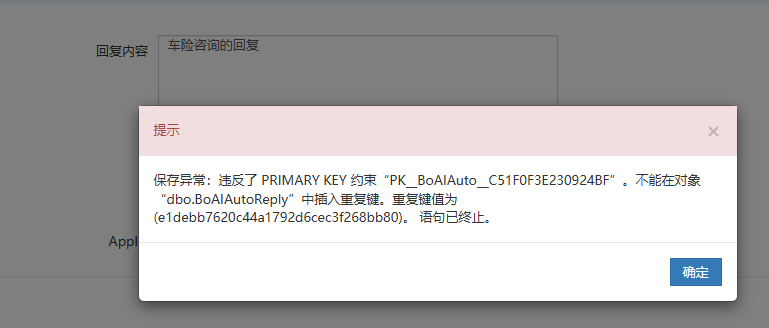 回复内容
车险咨询的回复
提示
×
保存异常：违反了 PRIMARY KEY 约束“PK__BoAIAuto__C51F0F3E230924BF”。不能在对象
“dbo.BoAIAutoReply”中插入重复键。重复键值为
(e1debb7620c44a1792d6cec3f268bb80)。 语句已终止。
Appl
确定